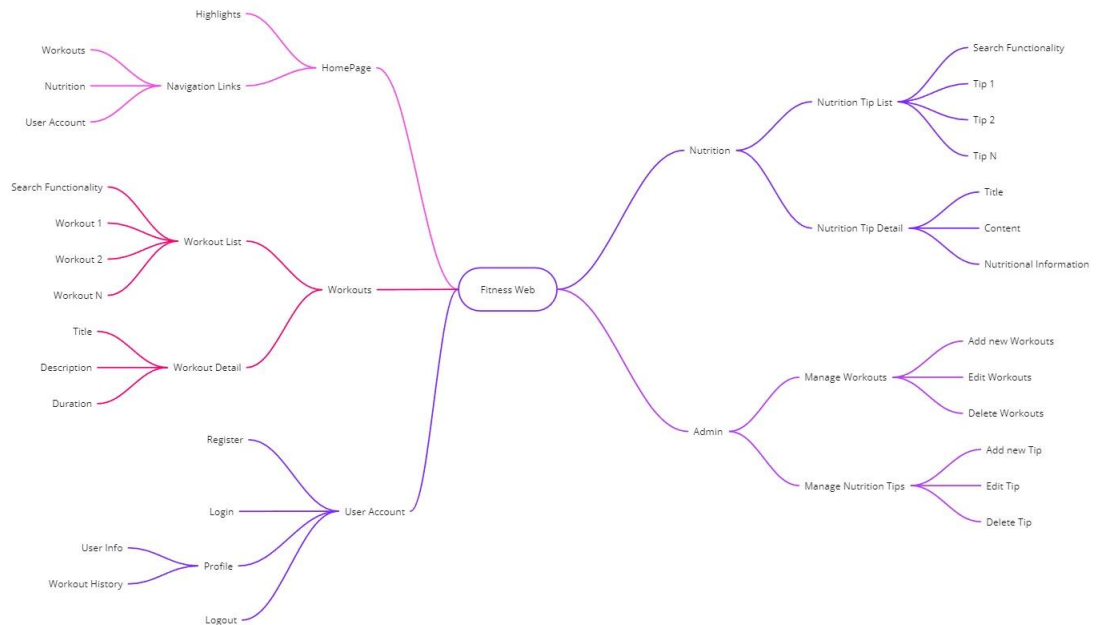 Fitness Web
HomePage
Highlights
Navigation Links
Workouts
Nutrition
User Account
Workouts
Workout List
Search Functionality
Workout 1
Workout 2
Workout N
Workout Detail
Title
Description
Duration
User Account
Register
Login
Profile
User Info
Workout History
Logout
Nutrition
Nutrition Tip List
Search Functionality
Tip 1
Tip 2
Tip N
Nutrition Tip Detail
Title
Content
Nutritional Information
Admin
Manage Workouts
Add new Workouts
Edit Workouts
Delete Workouts
Manage Nutrition Tips
Add new Tip
Edit Tip
Delete Tip